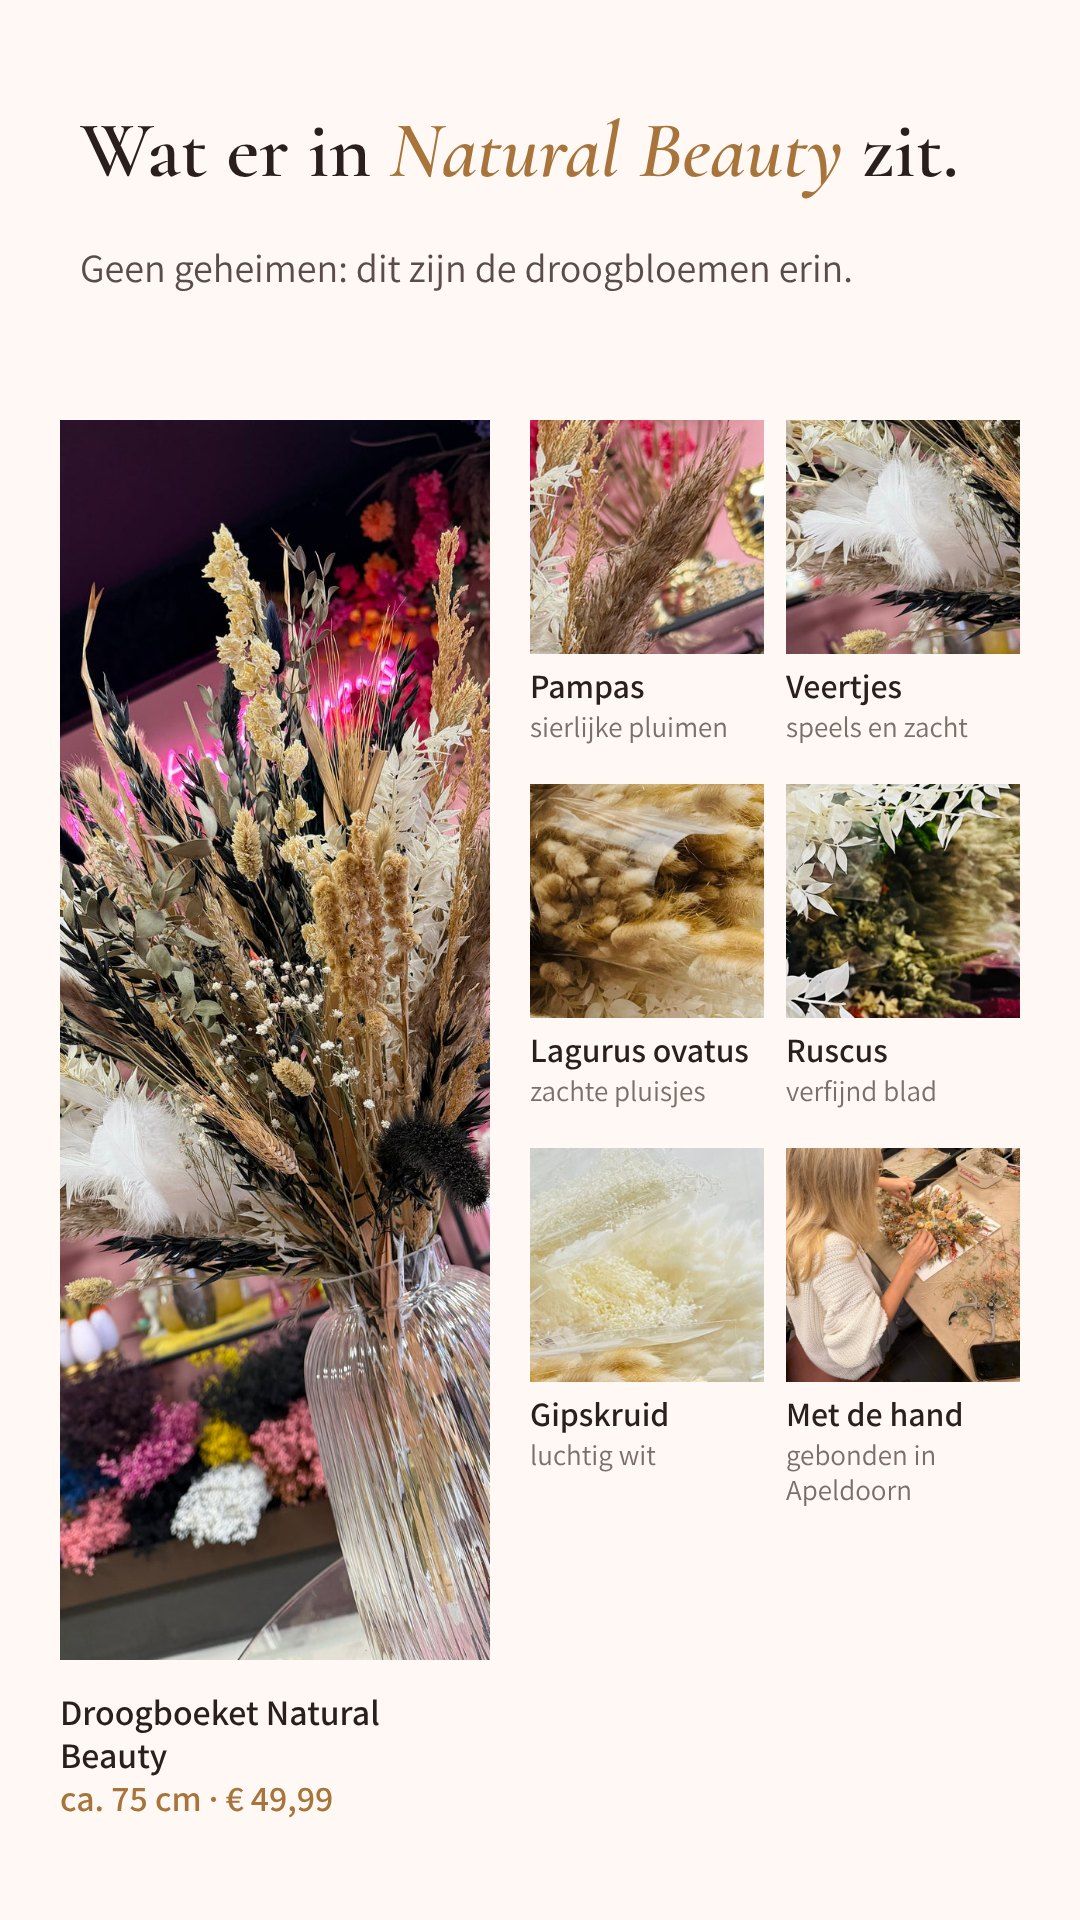 Wat er in Natural Beauty zit.
Geen geheimen: dit zijn de droogbloemen erin.
Pampas
sierlijke pluimen
Veertjes
speels en zacht
Lagurus ovatus
zachte pluisjes
Ruscus
verfijnd blad
Gipskruid
luchtig wit
Met de hand
gebonden in
Apeldoorn
Droogboeket Natural
Beauty
ca. 75 cm · € 49,99